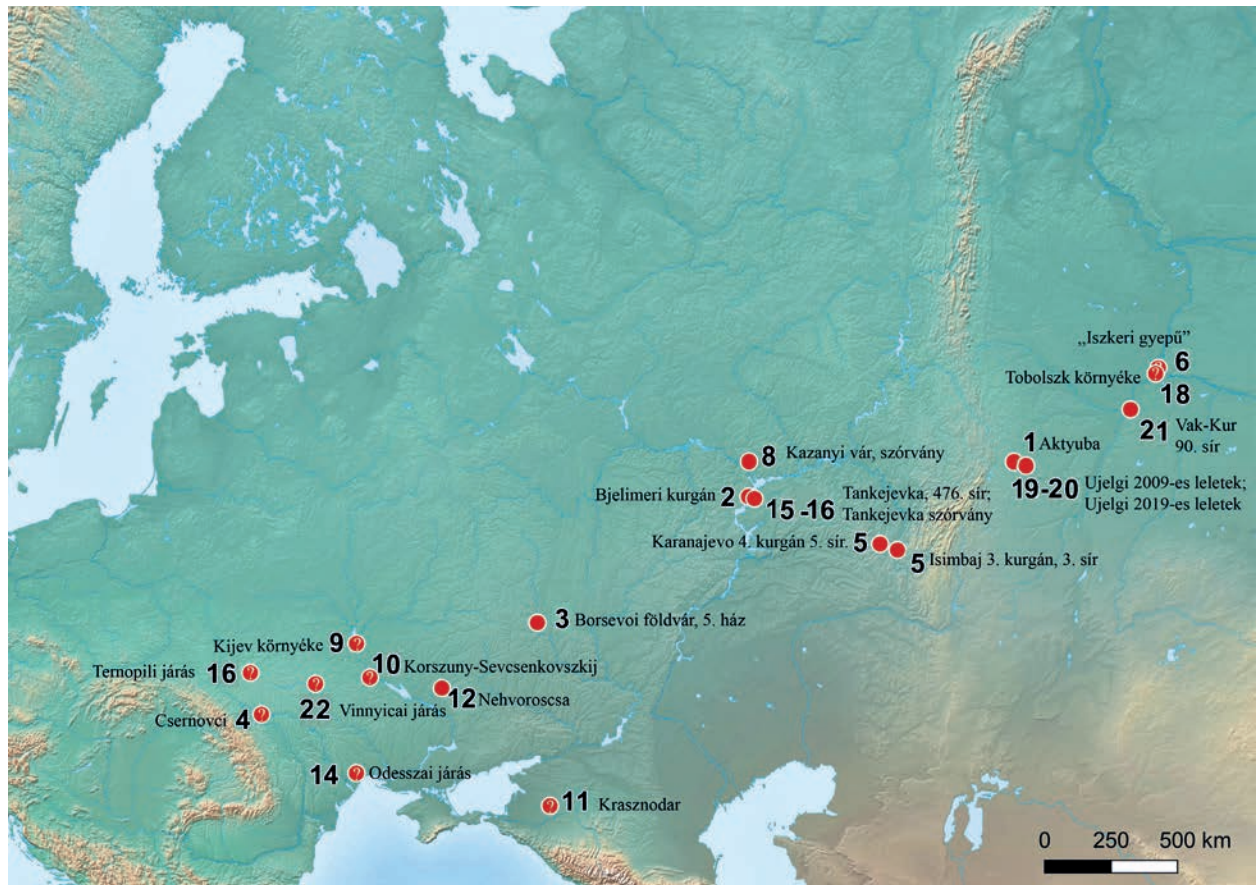 „Iszkeri gyepű”
6
?
Tobolszk környéke
?
18
21 Vak-Kur
90. sír
1 Aktyuba
19-20 Ujelgi 2009-es leletek;
Ujelgi 2019-es leletek
8 Kazanyi vár, szórvány
Bjelimeri kurgán 2
15 -16 Tankejevka, 476. sír;
Tankejevka szórvány
Karanajevo 4. kurgán 5. sír. 5
5 Isimbaj 3. kurgán, 3. sír
3 Borsevoi földvár, 5. ház
Kijev környéke 9 ?
10 Korszuny-Sevcsenkovszkij
?
Ternopili járás 16 ?
?
22 Vinnyicai járás
12 Nehvoroscsa
Csernovci 4 ?
14 ? Odesszai járás
? 11 Krasznodar
0 250 500 km